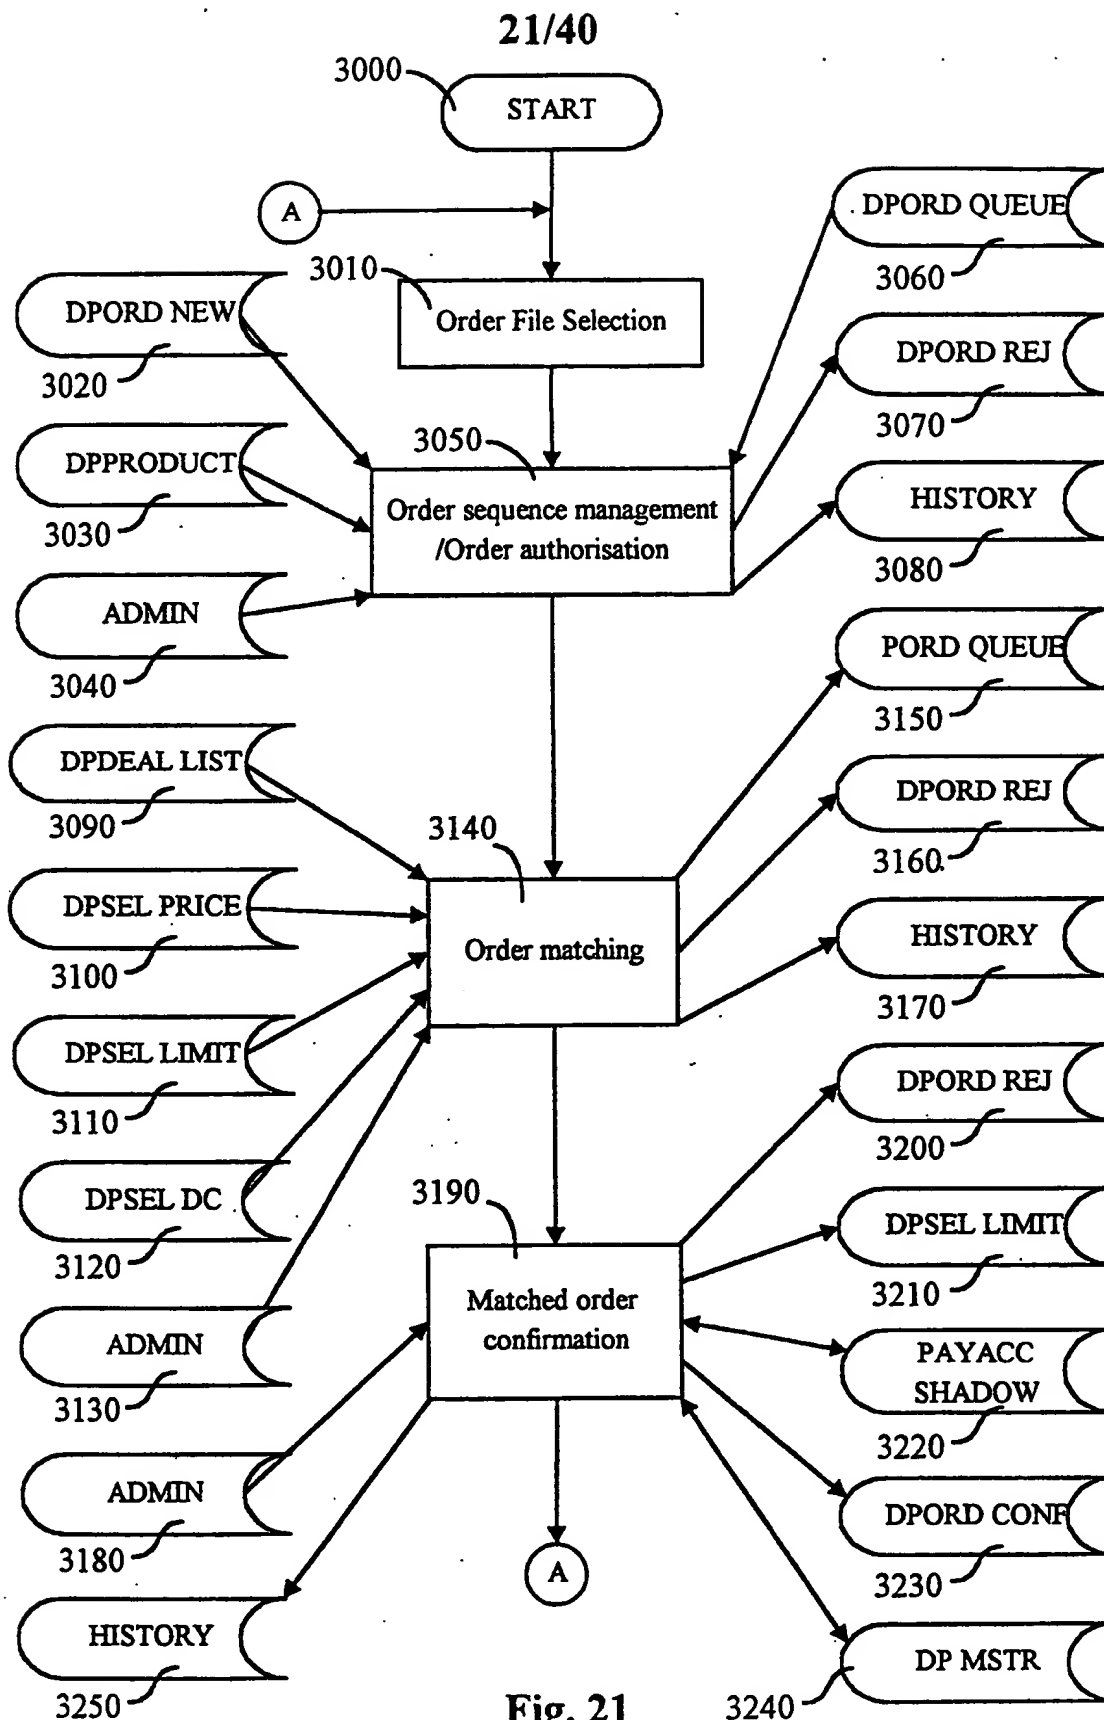 21/40
3000
START
A
DPORD QUEUE
3060
3010
Order File Selection
DPORD NEW
3020
DPORD REJ
3070
3050
Order sequence management
/Order authorisation
DPPRODUCT
3030
HISTORY
3080
ADMIN
3040
PORD QUEUE
3150
DPDEAL LIST
3090
DPORD REJ
3160
3140
Order matching
DPSEL PRICE
3100
HISTORY
3170
DPSEL LIMIT
3110
DPORD REJ
3200
DPSEL DC
3120
3190
Matched order
confirmation
DPSEL LIMIT
3210
ADMIN
3130
PAYACC
SHADOW
3220
ADMIN
3180
DPORD CONF
3230
A
HISTORY
3250
DP MSTR
3240
Fig. 21